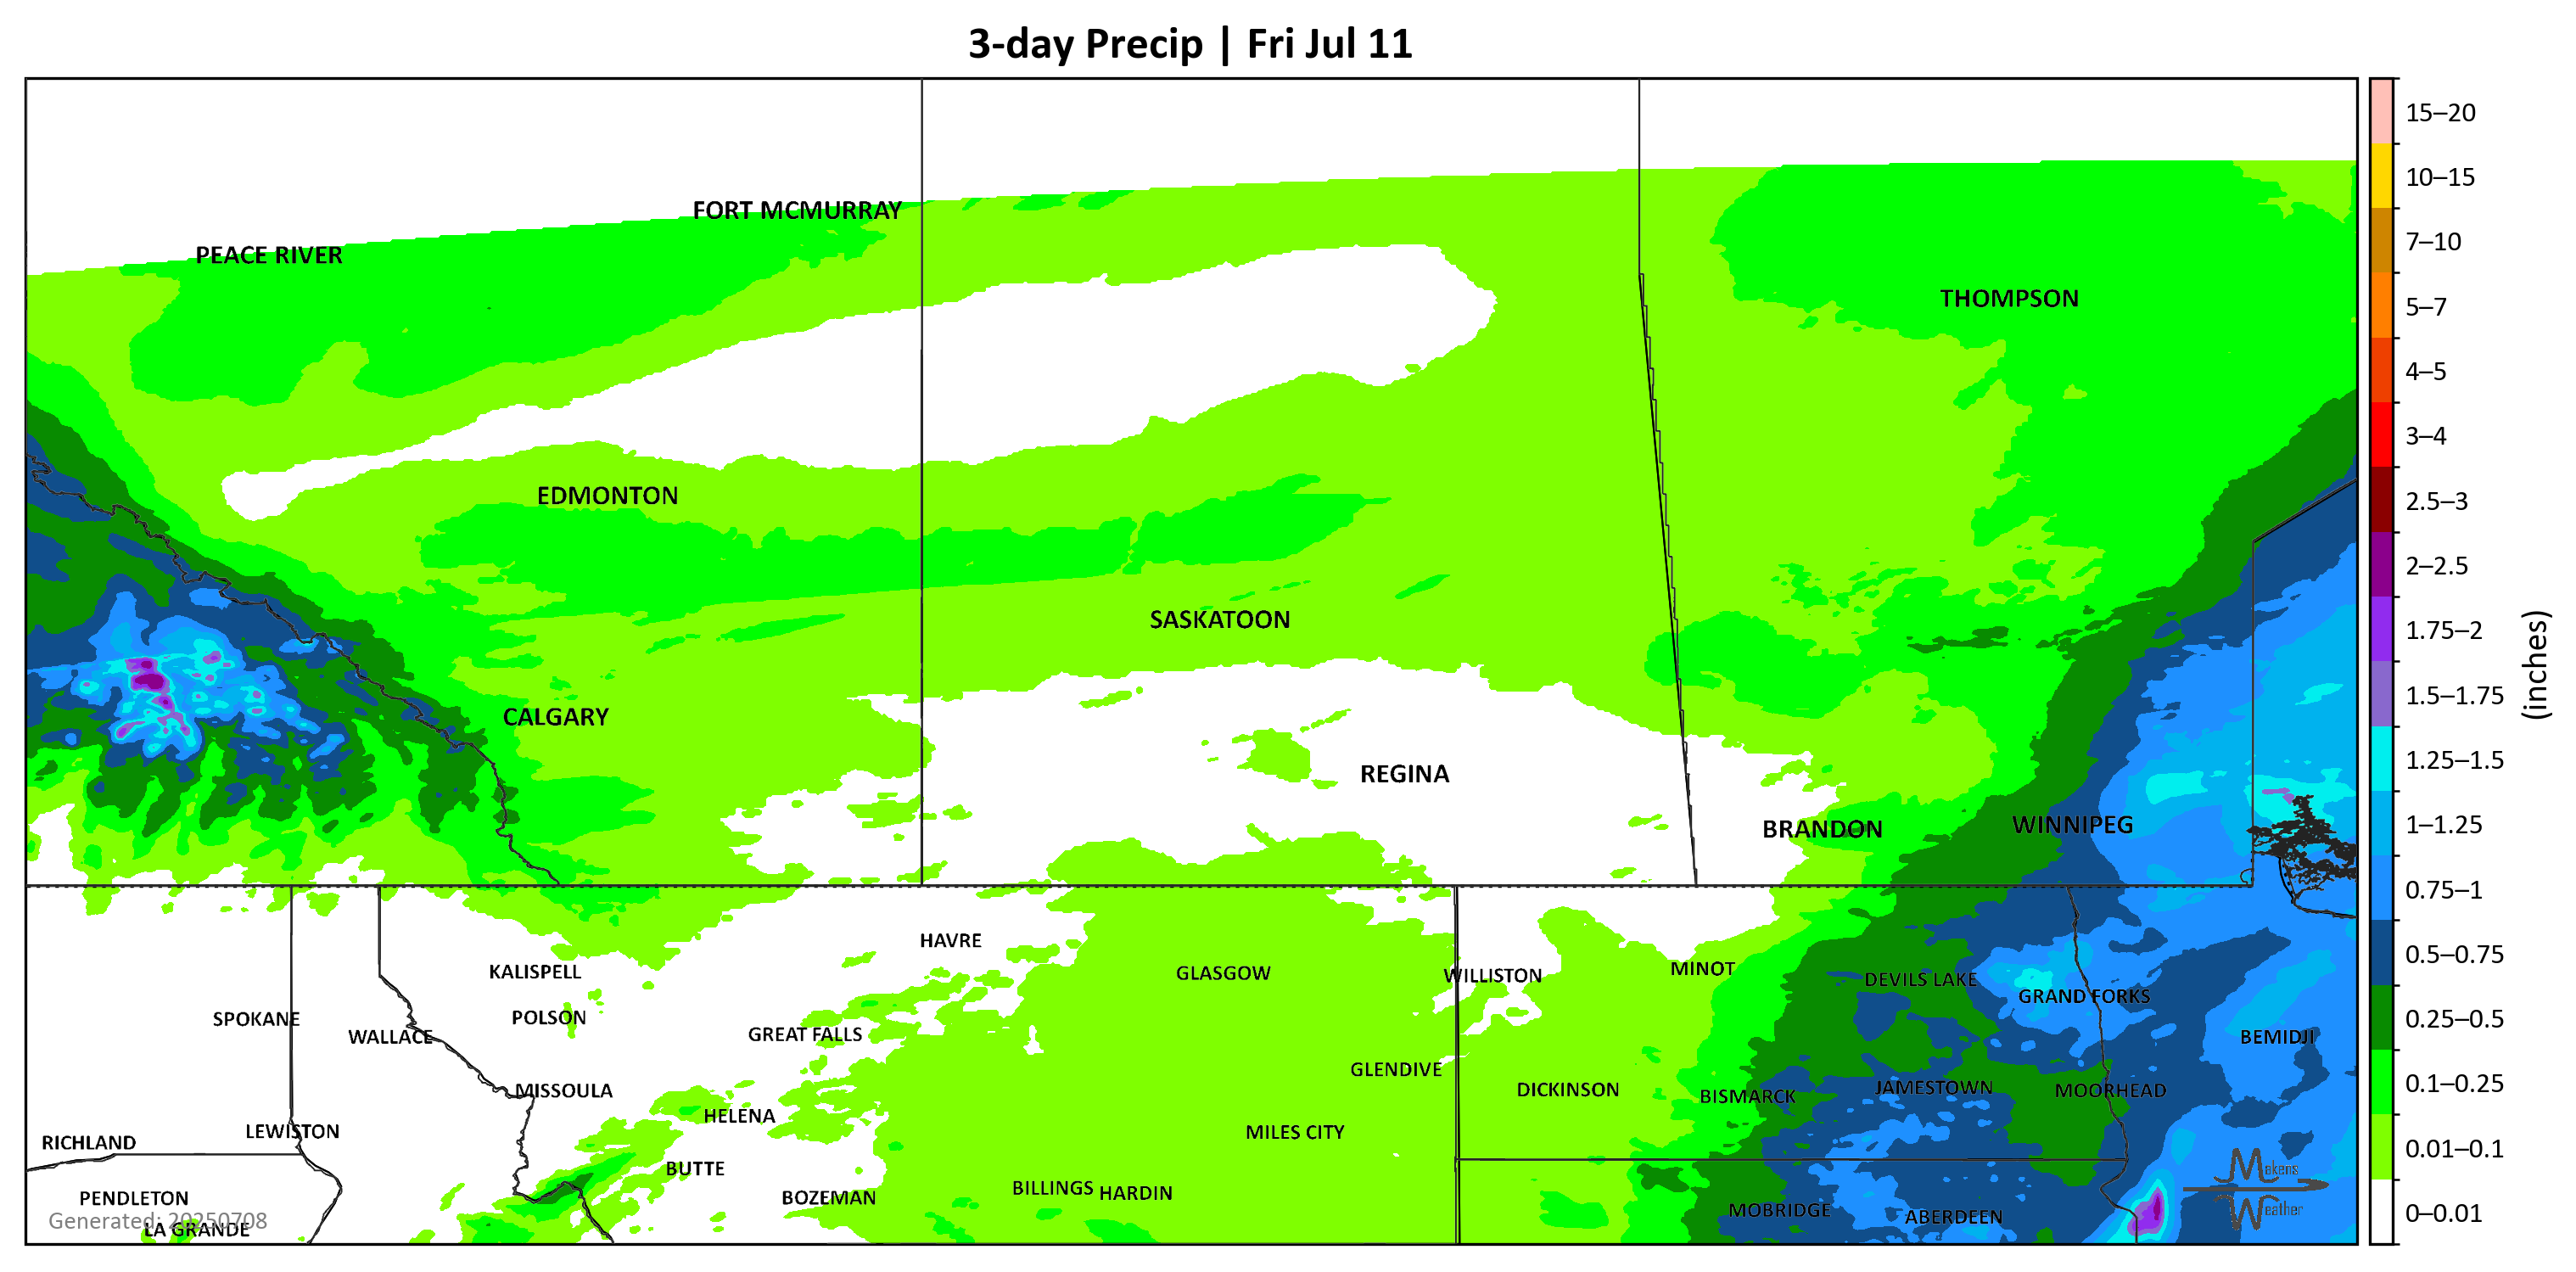 3-day Precip | Fri Jul 11
15–20
10–15
7–10
5–7
4–5
3–4
2.5–3
2–2.5
1.75–2
1.5–1.75
1.25–1.5
1–1.25
0.75–1
0.5–0.75
0.25–0.5
0.1–0.25
0.01–0.1
0–0.01
(inches)
FORT MCMURRAY
PEACE RIVER
THOMPSON
EDMONTON
SASKATOON
CALGARY
REGINA
BRANDON
WINNIPEG
HAVRE
KALISPELL
GLASGOW
WILLISTON
MINOT
DEVILS LAKE
GRAND FORKS
SPOKANE
POLSON
WALLACE
GREAT FALLS
BEMIDJI
GLENDIVE
MISSOULA
DICKINSON
BISMARCK
JAMESTOWN
MOORHEAD
HELENA
LEWISTON
RICHLAND
MILES CITY
BUTTE
PENDLETON
BOZEMAN
BILLINGS
HARDIN
MOBRIDGE
ABERDEEN
Generated: 20250708
LA GRANDE
Makens
Weather